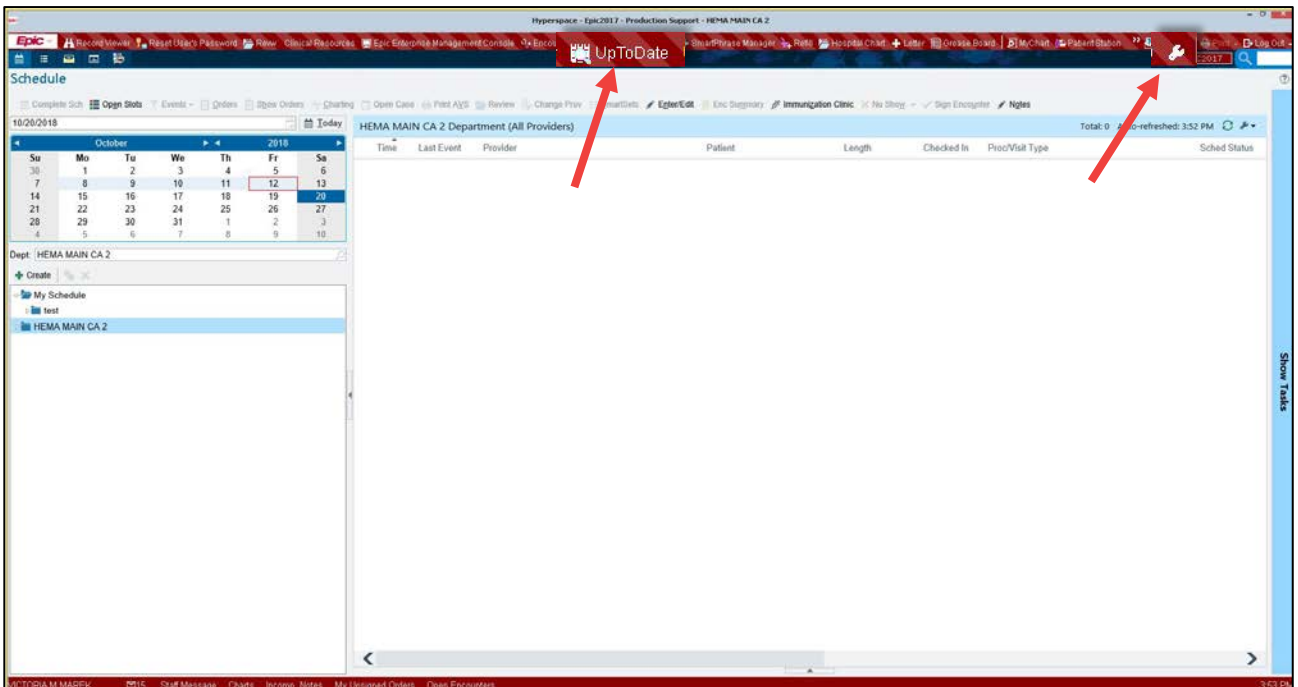 Hyperspace - Epic2017 - Production Support - HEMA MAIN CA 2
Epic Record Viewer Reset User's Password Clinical Resources Epic Enterprise Management Console UpToDate SmartPhrase Manager Hospital Chart Letter Grease Board MyChart Patient Station Print Log Out
2017
Schedule
Complete Sch Open Slots Events Orders Show Orders Charting Open Case Print AVS Review Change Prov SmartSets Enter/Edit Enc Summary Immunization Clinic No Show Sign Encounter Notes
10/20/2018 Today
HEMA MAIN CA 2 Department (All Providers) Total: 0 Auto-refreshed: 3:52 PM
October 2018
Time Last Event Provider Patient Length Checked In Proc/Visit Type Sched Status
Su Mo Tu We Th Fr Sa
30 1 2 3 4 5 6
7 8 9 10 11 12 13
14 15 16 17 18 19 20
21 22 23 24 25 26 27
28 29 30 31 1 2 3
4 5 6 7 8 9 10
Dept: HEMA MAIN CA 2
Create
My Schedule
test
HEMA MAIN CA 2
Show Tasks
VICTORIA M MAREK 15 Staff Message Charts Incomp Notes My Unsigned Orders Open Encounters 3:53 PM